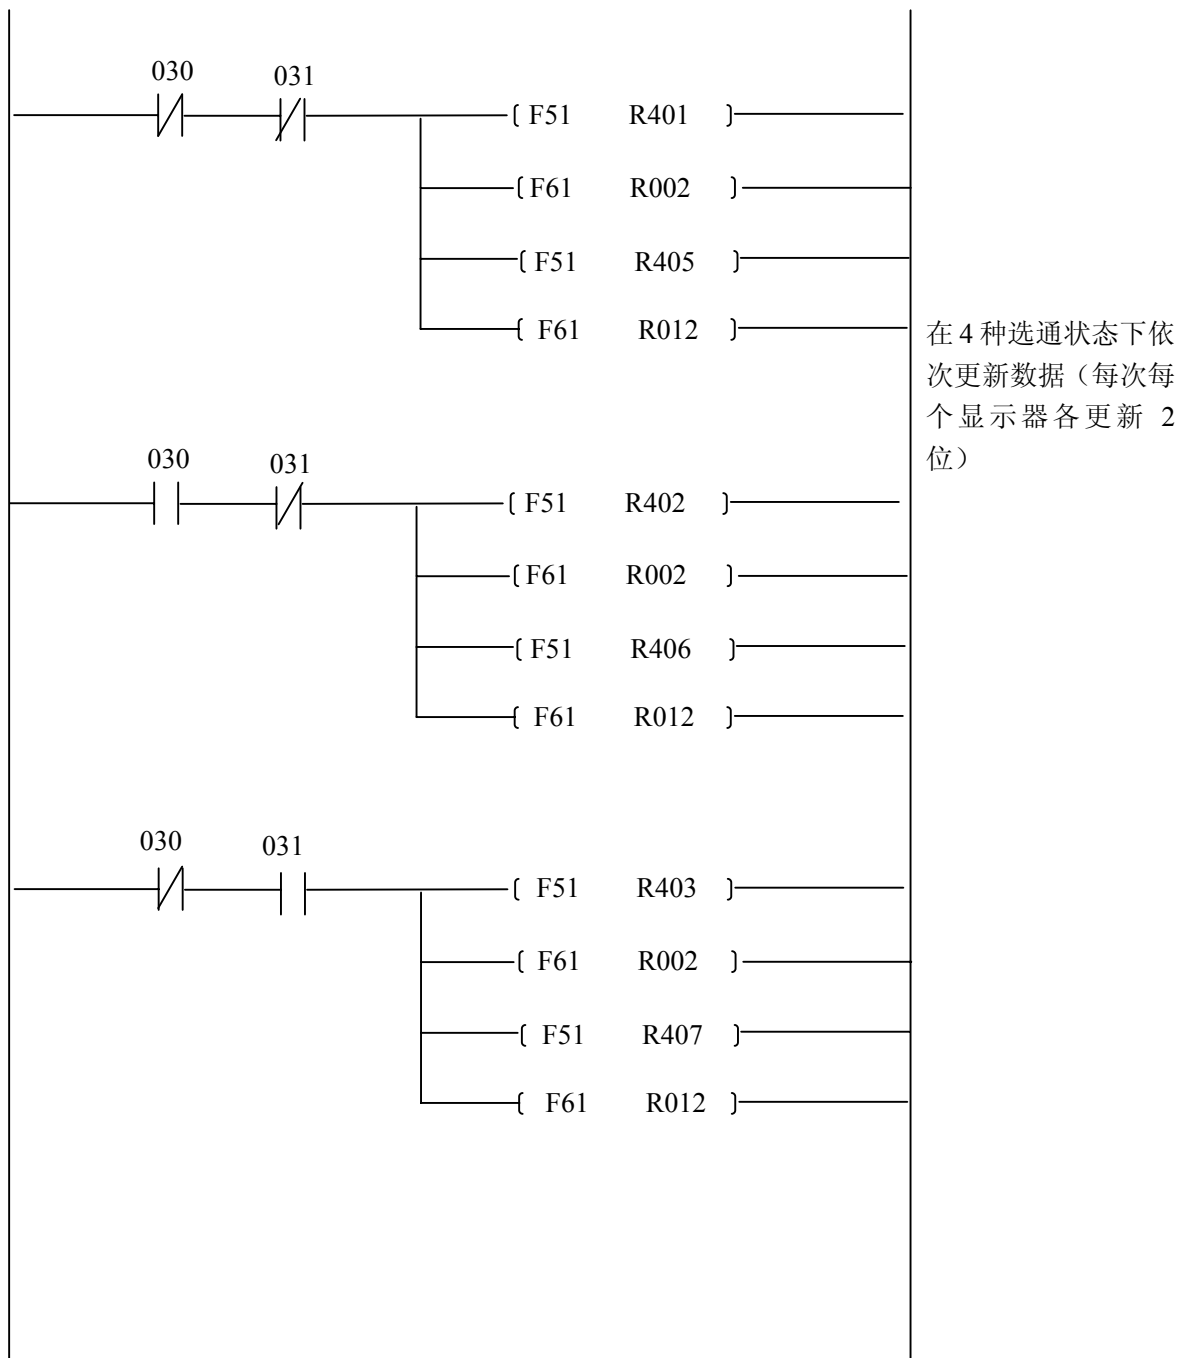 030 031
[ F51 R401 ]
[ F61 R002 ]
[ F51 R405 ]
[ F61 R012 ]
在 4 种选通状态下依
次更新数据（每次每
个显示器各更新 2
位）
030 031
[ F51 R402 ]
[ F61 R002 ]
[ F51 R406 ]
[ F61 R012 ]
030 031
[ F51 R403 ]
[ F61 R002 ]
[ F51 R407 ]
[ F61 R012 ]